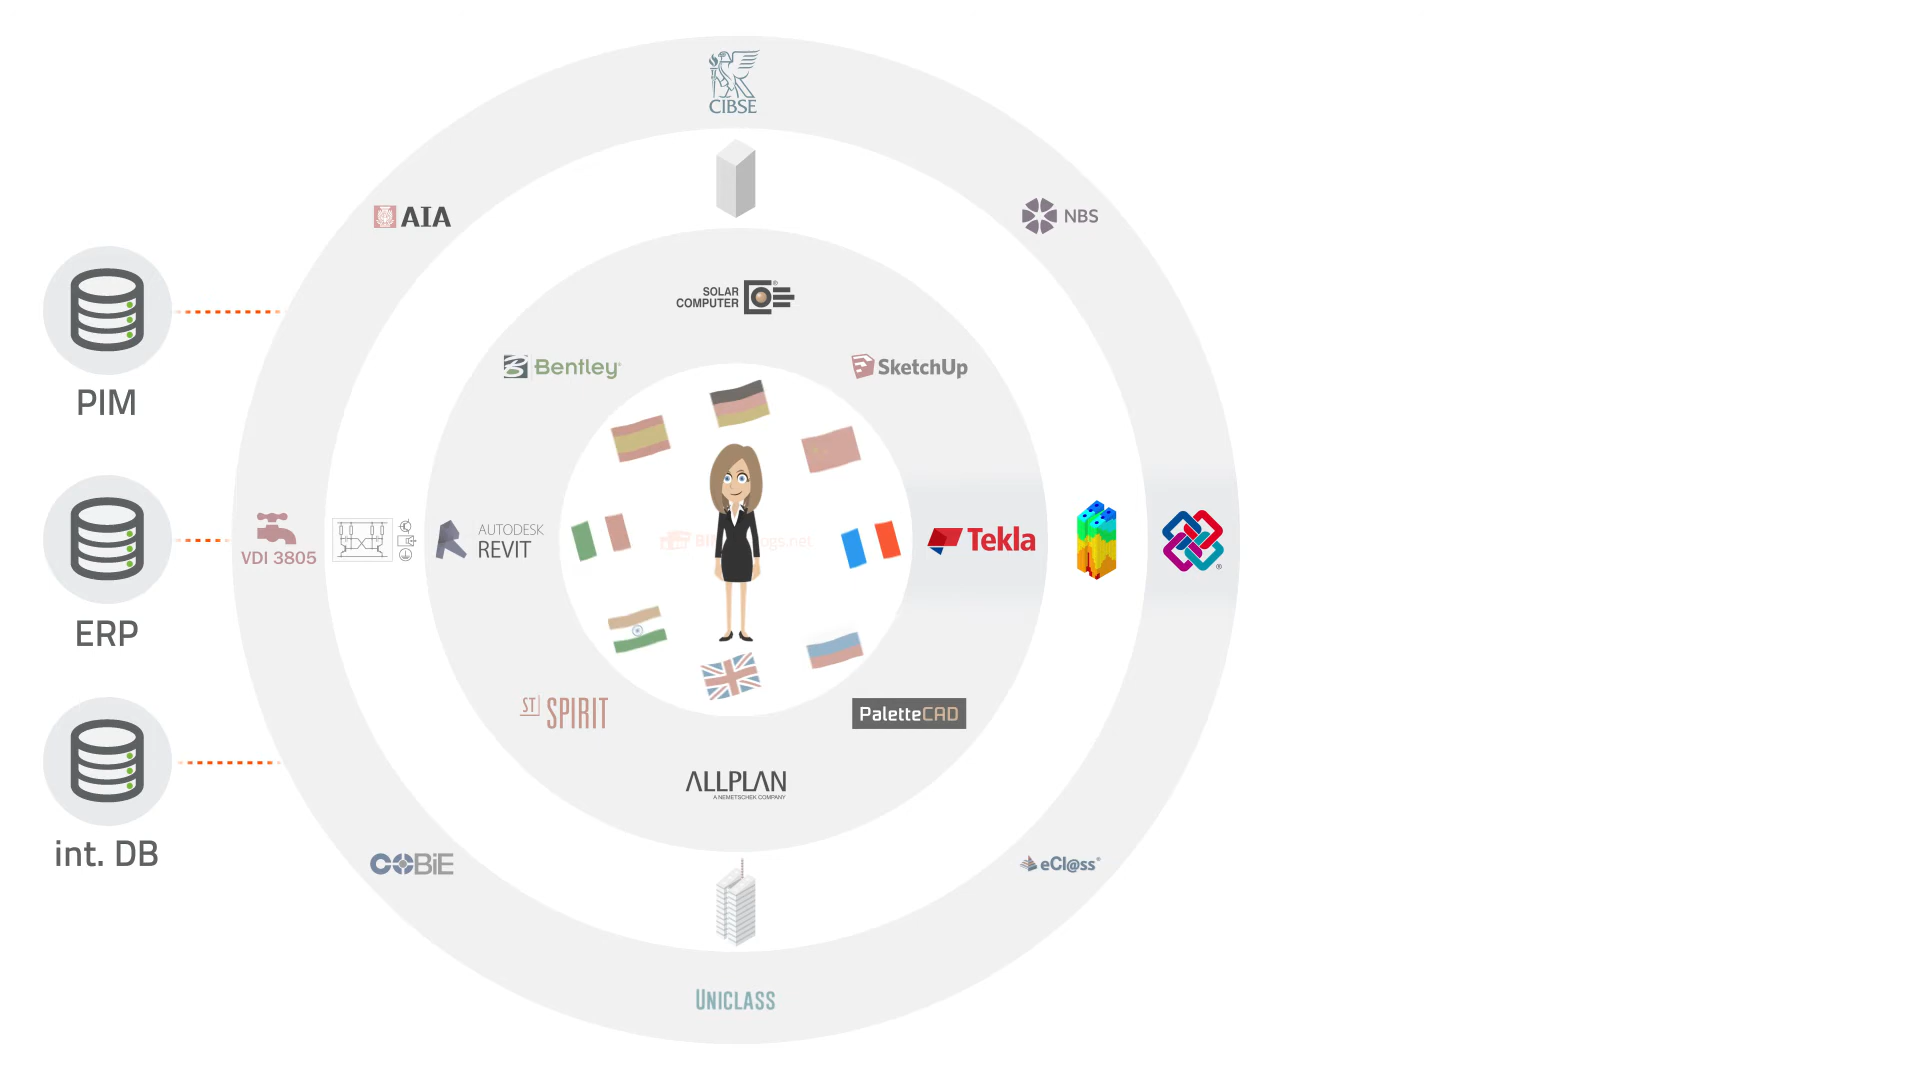 CIBSE
AIA
NBS
SOLAR
COMPUTER
Bentley
SketchUp
PIM
AUTODESK
REVIT
Tekla
VDI 3805
ERP
ST SPIRIT
PaletteCAD
ALLPLAN
A NEMETSCHEK COMPANY
int. DB
COBiE
eCl@ss
UNICLASS